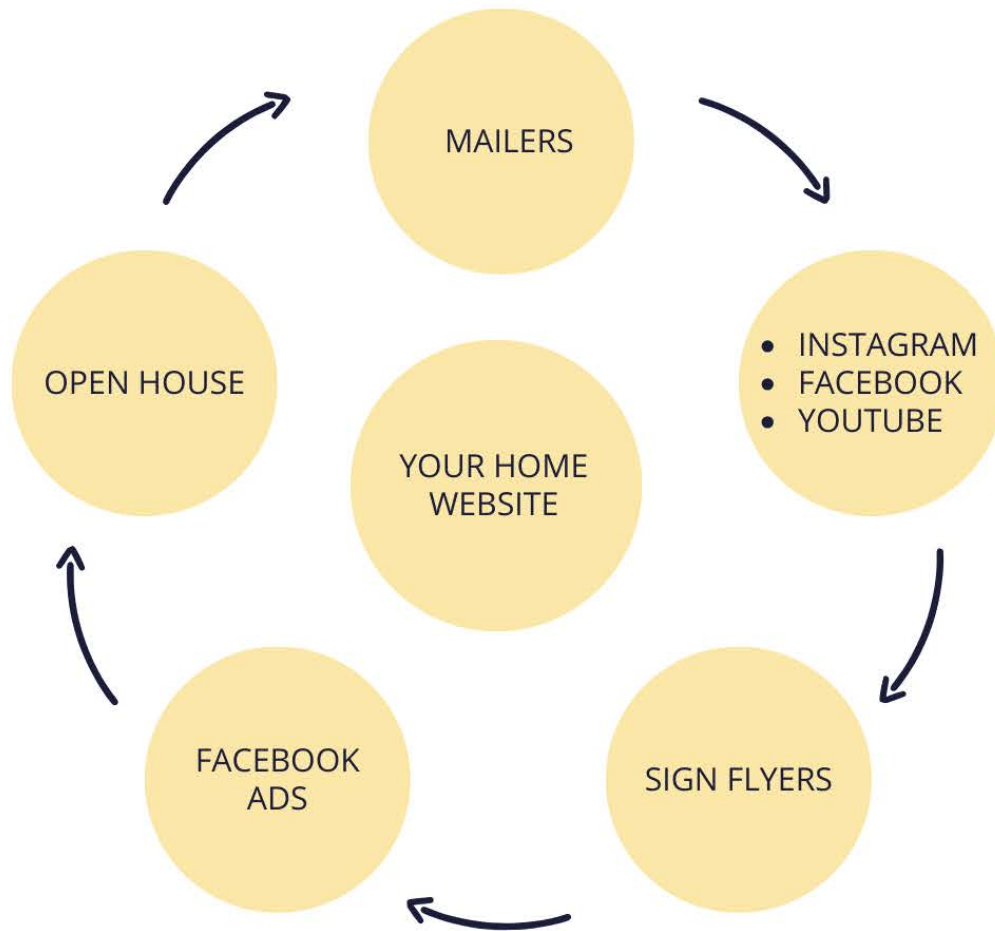 MAILERS
• INSTAGRAM
• FACEBOOK
• YOUTUBE
OPEN HOUSE
YOUR HOME
WEBSITE
FACEBOOK
ADS
SIGN FLYERS